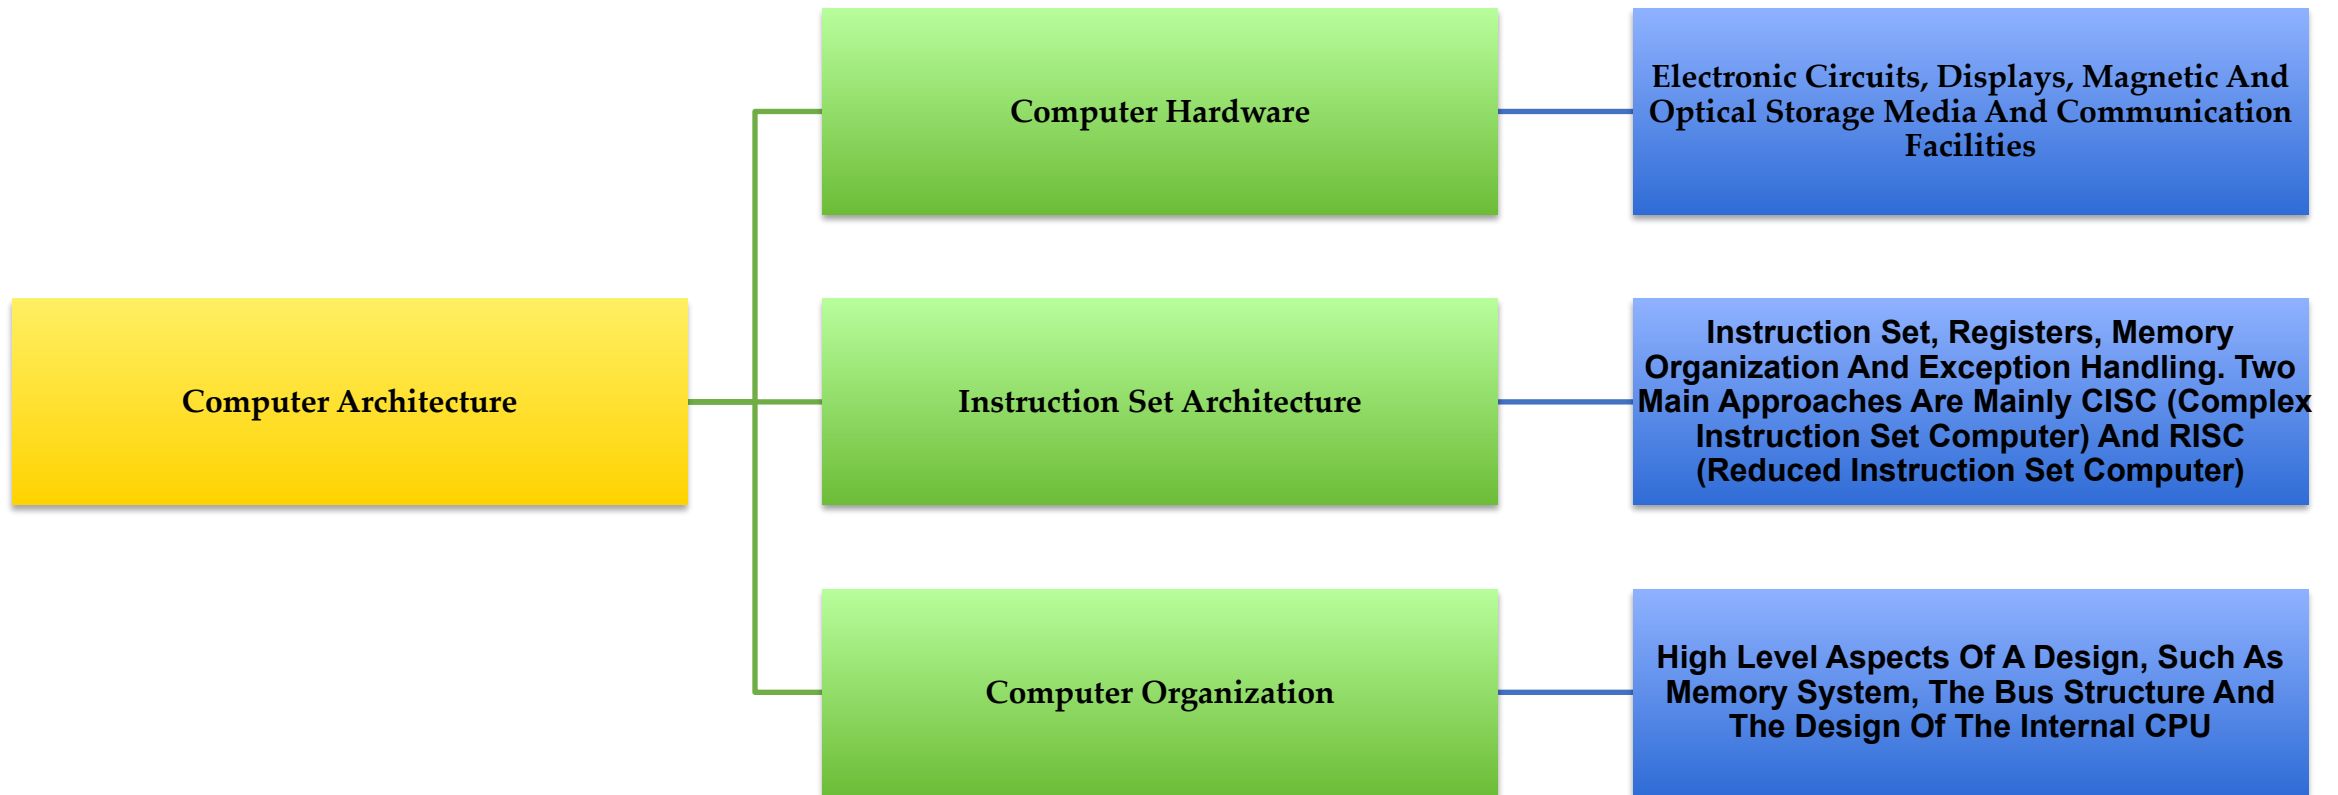 Computer Architecture
Computer Hardware
Electronic Circuits, Displays, Magnetic And
Optical Storage Media And Communication
Facilities
Instruction Set Architecture
Instruction Set, Registers, Memory
Organization And Exception Handling. Two
Main Approaches Are Mainly CISC (Complex
Instruction Set Computer) And RISC
(Reduced Instruction Set Computer)
Computer Organization
High Level Aspects Of A Design, Such As
Memory System, The Bus Structure And
The Design Of The Internal CPU